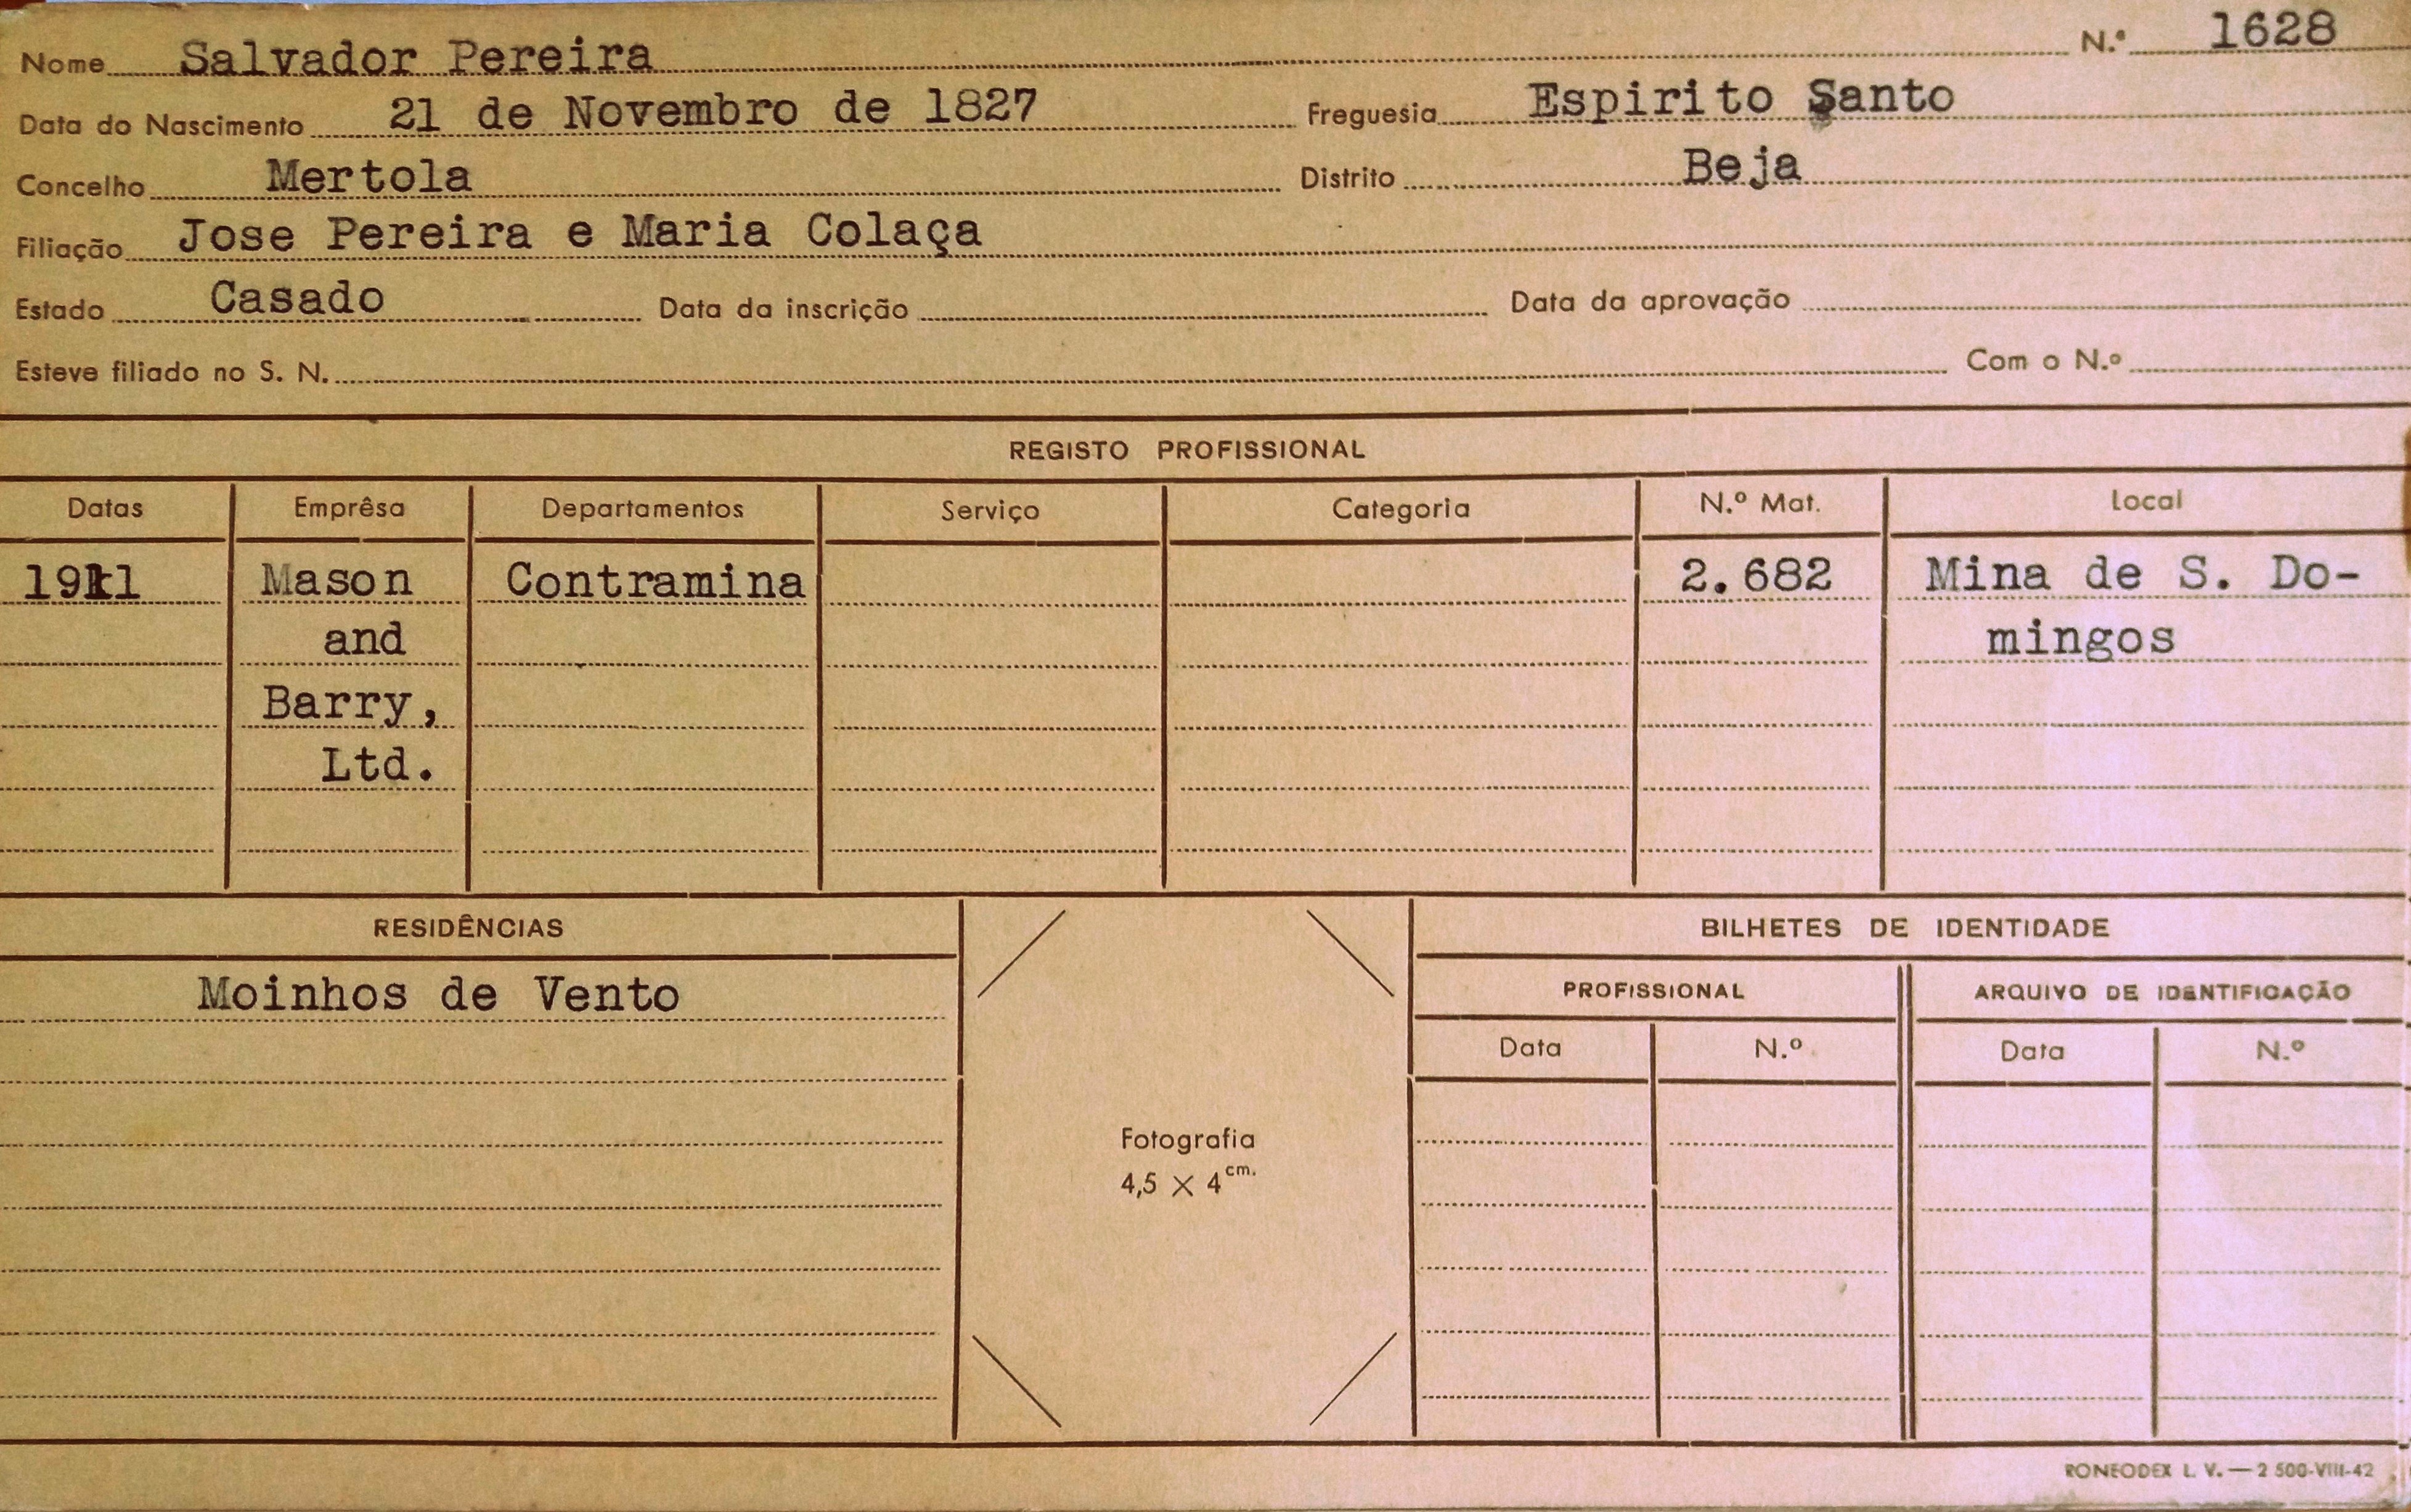 Nome Salvador Pereira N.º 1628
Data do Nascimento 21 de Novembro de 1827 Freguesia Espirito Santo
Concelho Mertola Distrito Beja
Filiação Jose Pereira e Maria Colaça
Estado Casado Data da inscrição Data da aprovação
Esteve filiado no S. N. Com o N.º
REGISTO PROFISSIONAL
Datas Emprêsa Departamentos Serviço Categoria N.º Mat. Local
Mason Contramina 2.682 Mina de S. Do-
and mingos
Barry,
Ltd.
RESIDÊNCIAS BILHETES DE IDENTIDADE
Moinhos de Vento PROFISSIONAL ARQUIVO DE IDENTIFICAÇÃO
Data N.º Data N.º
Fotografia
4,5 × 4 cm.
RONEODEX L. V. — 2 500-VIII-42